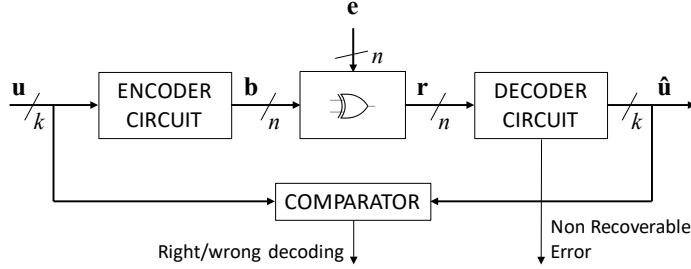 e
n
u
k
ENCODER
CIRCUIT
b
n
r
n
DECODER
CIRCUIT
û
k
COMPARATOR
Right/wrong decoding
Non Recoverable
Error